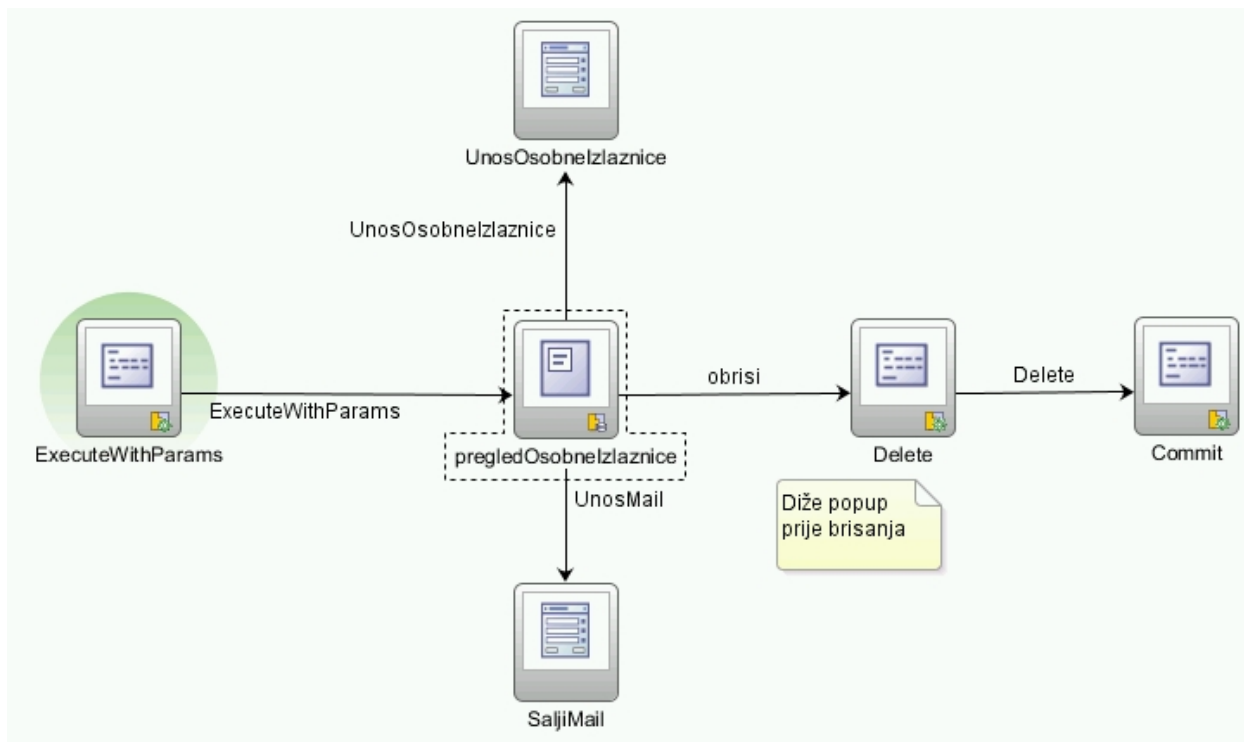 UnosOsobneIzlaznice
UnosOsobneIzlaznice
ExecuteWithParams
ExecuteWithParams
pregledOsobneIzlaznice
obrisi
Delete
Delete
Commit
UnosMail
Diže popup
prije brisanja
SaljiMail